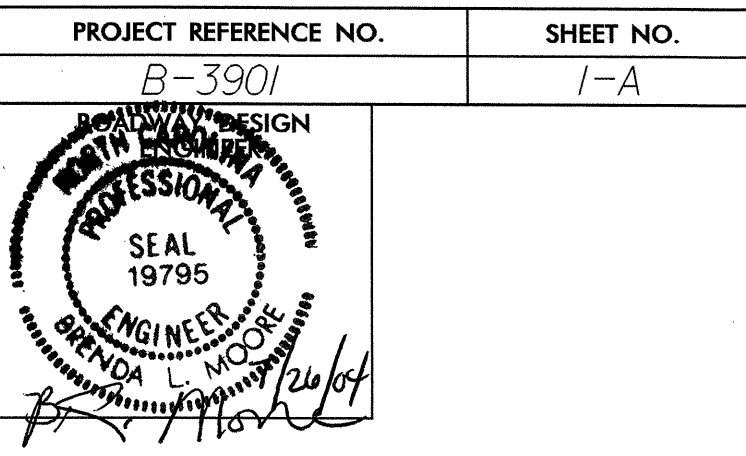 PROJECT REFERENCE NO. SHEET NO.
B-3901 1-A
ROADWAY DESIGN
ENGINEER
NORTH CAROLINA
PROFESSIONAL
SEAL
19795
ENGINEER
BRENDA L. MOORE
7/26/04